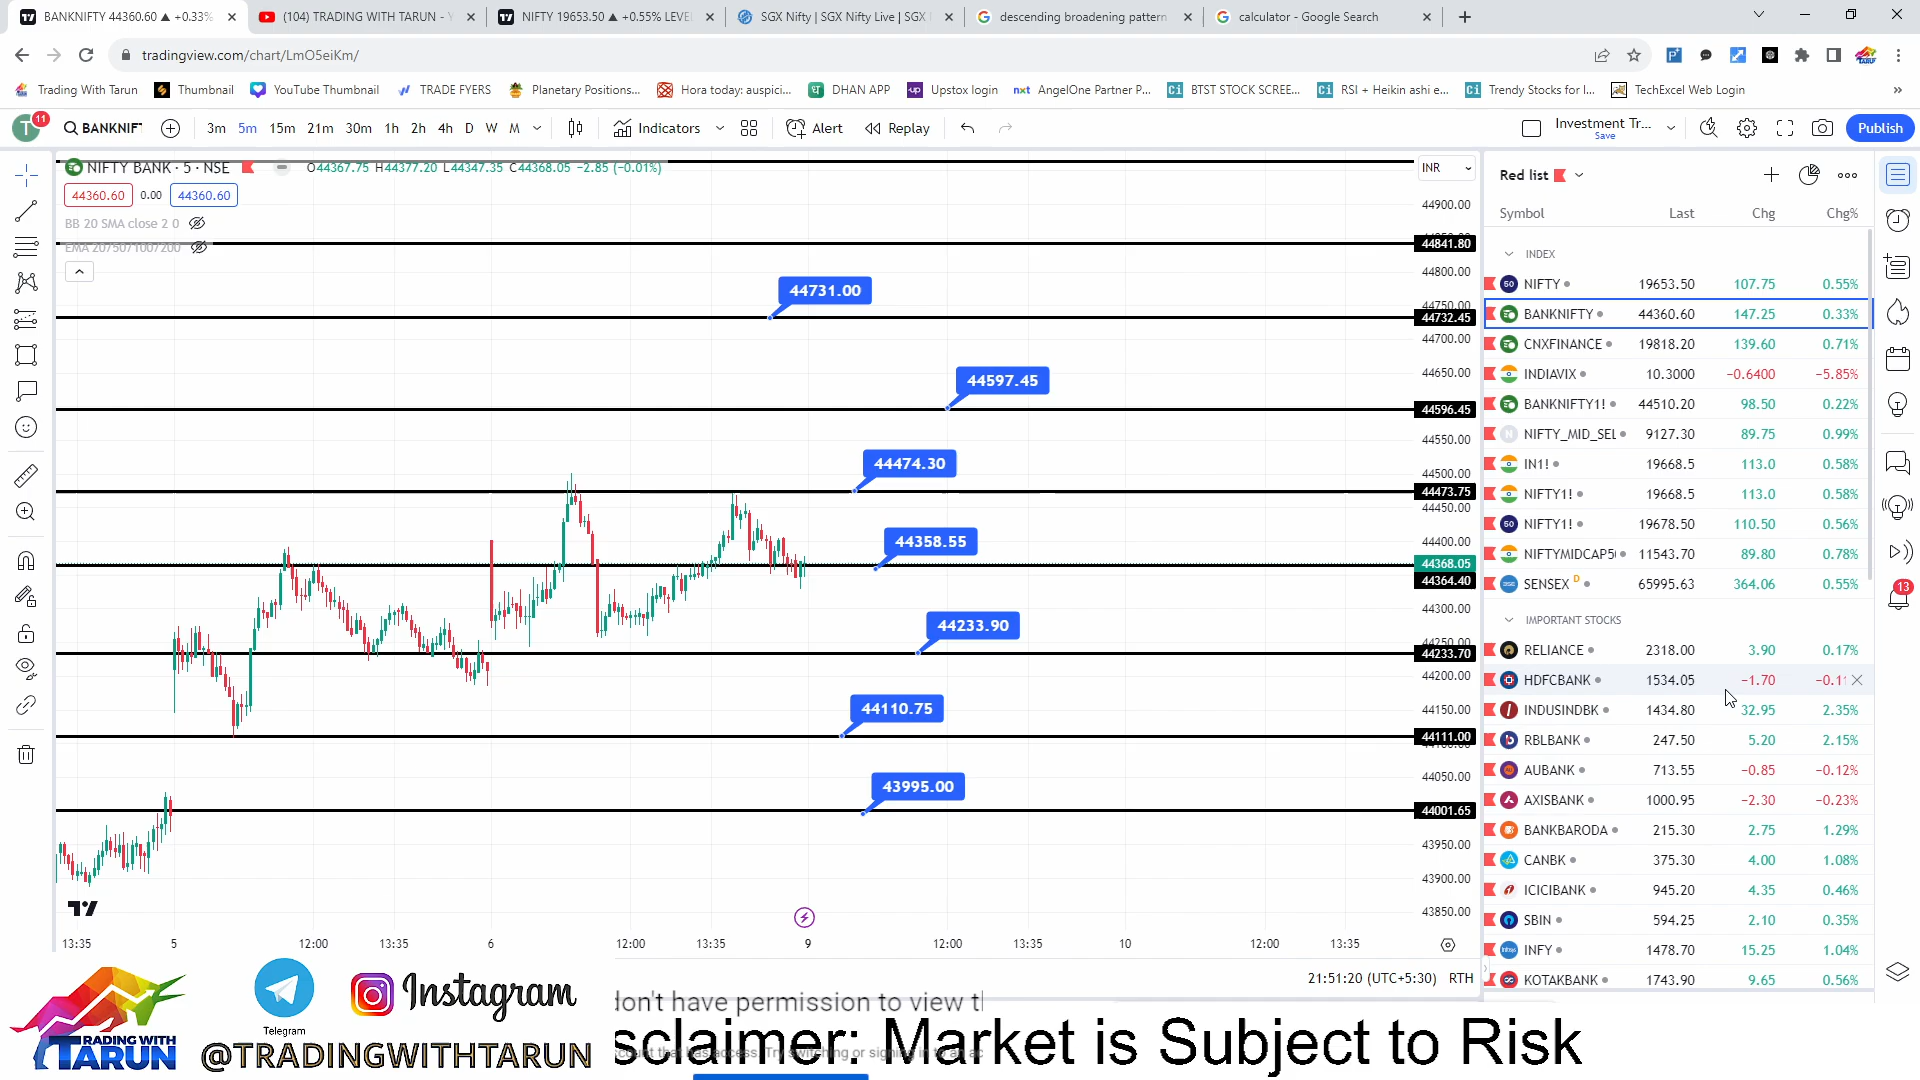 BANKNIFTY 44360.60 ▲ +0.33%
(104) TRADING WITH TARUN - Y
NIFTY 19653.50 ▲ +0.55% LEVE
SGX Nifty | SGX Nifty Live | SGX
descending broadening pattern
calculator - Google Search
tradingview.com/chart/LmO5eiKm/
Trading With Tarun
Thumbnail
YouTube Thumbnail
TRADE FYERS
Planetary Positions...
Hora today: auspici...
DHAN APP
Upstox login
AngelOne Partner P...
BTST STOCK SCREE...
RSI + Heikin ashi e...
Trendy Stocks for I...
TechExcel Web Login
T 11
BANKNIFT
3m 5m 15m 21m 30m 1h 2h 4h D W M
Indicators
Alert
Replay
Investment Tr...
Save
Publish
NIFTY BANK · 5 · NSE
O44367.75 H44377.20 L44347.35 C44368.05 −2.85 (−0.01%)
44360.60 0.00 44360.60
BB 20 SMA close 2 0
INR
44900.00
44841.80
44800.00
44750.00
44732.45
44700.00
44650.00
44596.45
44550.00
44500.00
44473.75
44450.00
44400.00
44368.05
44364.40
44300.00
44250.00
44233.70
44200.00
44150.00
44111.00
44050.00
44001.65
43950.00
43900.00
43850.00
44731.00
44597.45
44474.30
44358.55
44233.90
44110.75
43995.00
13:35 5 12:00 13:35 6 12:00 13:35 9 12:00 13:35 10 12:00 13:35
21:51:20 (UTC+5:30) RTH
Red list
Symbol Last Chg Chg%
INDEX
NIFTY 19653.50 107.75 0.55%
BANKNIFTY 44360.60 147.25 0.33%
CNXFINANCE 19818.20 139.60 0.71%
INDIAVIX 10.3000 −0.6400 −5.85%
BANKNIFTY1! 44510.20 98.50 0.22%
NIFTY_MID_SEL 9127.30 89.75 0.99%
IN1! 19668.5 113.0 0.58%
NIFTY1! 19668.5 113.0 0.58%
NIFTY1! 19678.50 110.50 0.56%
NIFTYMIDCAP5 11543.70 89.80 0.78%
SENSEX D 65995.63 364.06 0.55%
IMPORTANT STOCKS
RELIANCE 2318.00 3.90 0.17%
HDFCBANK 1534.05 −1.70 −0.11
INDUSINDBK 1434.80 32.95 2.35%
RBLBANK 247.50 5.20 2.15%
AUBANK 713.55 −0.85 −0.12%
AXISBANK 1000.95 −2.30 −0.23%
BANKBARODA 215.30 2.75 1.29%
CANBK 375.30 4.00 1.08%
ICICIBANK 945.20 4.35 0.46%
SBIN 594.25 2.10 0.35%
INFY 1478.70 15.25 1.04%
KOTAKBANK 1743.90 9.65 0.56%
13
TRADING WITH
TARUN
Telegram
Instagram
@TRADINGWITHTARUN
don't have permission to view t
sclaimer: Market is Subject to Risk